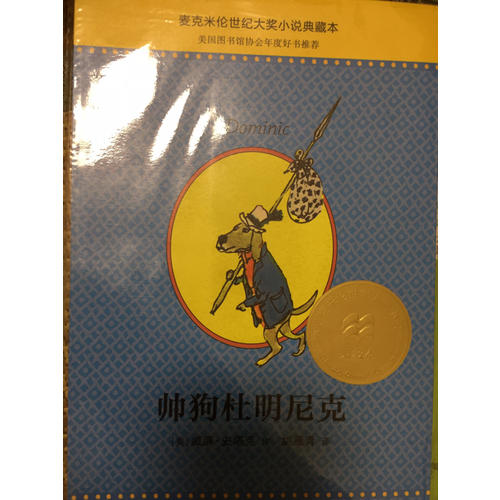 麦克米伦世纪大奖小说典藏本
美国图书馆协会年度好书推荐
Dominic
帅狗杜明尼克